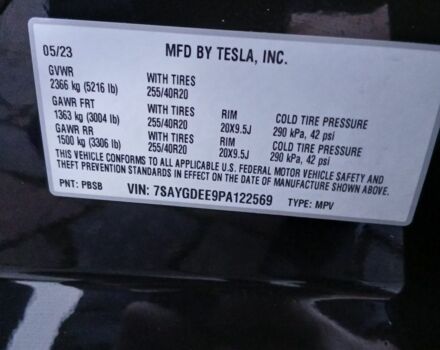 05/23 MFD BY TESLA, INC.
GVWR
2366 kg (5216 lb) WITH TIRES 255/40R20
GAWR FRT
1363 kg (3004 lb) WITH TIRES 255/40R20 RIM 20X9.5J COLD TIRE PRESSURE 290 kPa, 42 psi
GAWR RR
1500 kg (3306 lb) WITH TIRES 255/40R20 RIM 20X9.5J COLD TIRE PRESSURE 290 kPa, 42 psi
THIS VEHICLE CONFORMS TO ALL APPLICABLE U.S. FEDERAL MOTOR VEHICLE SAFETY AND
THEFT PREVENTION STANDARDS IN EFFECT ON THE DATE OF MANUFACTURE SHOWN ABOVE.
PNT: PBSB VIN: 7SAYGDEE9PA122569 TYPE: MPV